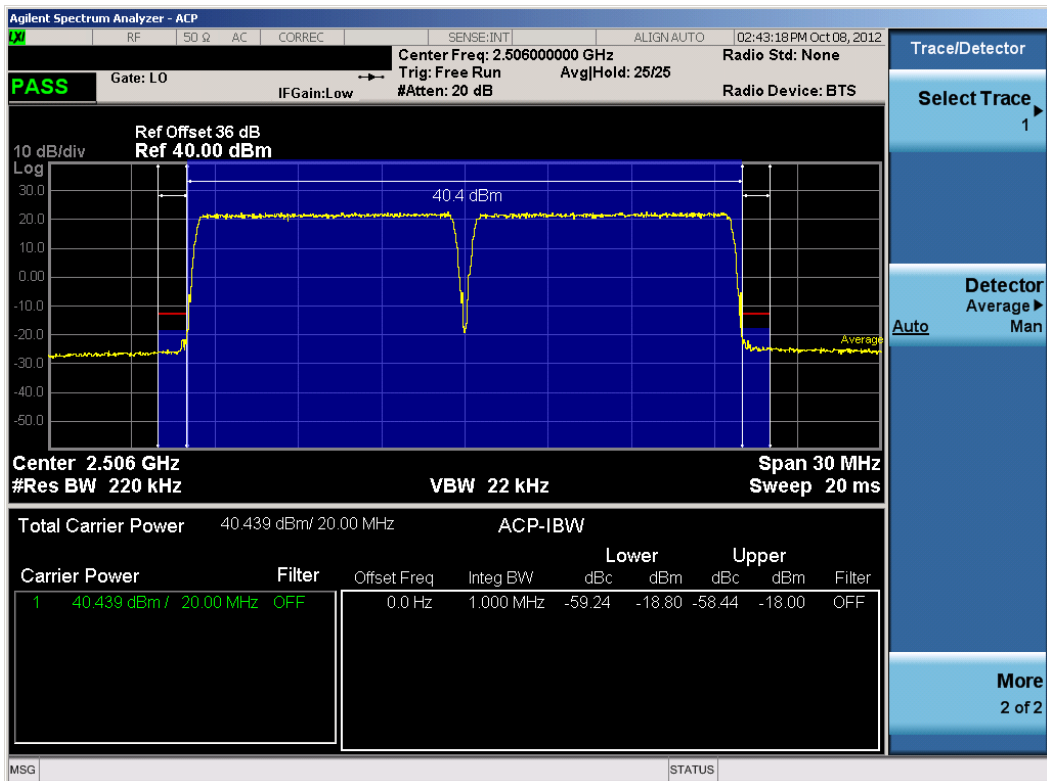 Agilent Spectrum Analyzer - ACP
LXI RF 50 Ω AC CORREC SENSE:INT ALIGN AUTO 02:43:18 PM Oct 08, 2012
Center Freq: 2.506000000 GHz Radio Std: None
PASS Gate: LO Trig: Free Run Avg|Hold: 25/25
IFGain:Low #Atten: 20 dB Radio Device: BTS
Ref Offset 36 dB
10 dB/div Ref 40.00 dBm
Log
30.0
40.4 dBm
20.0
10.0
0.00
-10.0
-20.0
Average
-30.0
-40.0
-50.0
Center 2.506 GHz Span 30 MHz
#Res BW 220 kHz VBW 22 kHz Sweep 20 ms
Total Carrier Power 40.439 dBm/ 20.00 MHz ACP-IBW
Lower Upper
Carrier Power Filter Offset Freq Integ BW dBc dBm dBc dBm Filter
1 40.439 dBm / 20.00 MHz OFF 0.0 Hz 1.000 MHz -59.24 -18.80 -58.44 -18.00 OFF
MSG STATUS
Trace/Detector
Select Trace
1
Detector
Average
Auto Man
More
2 of 2